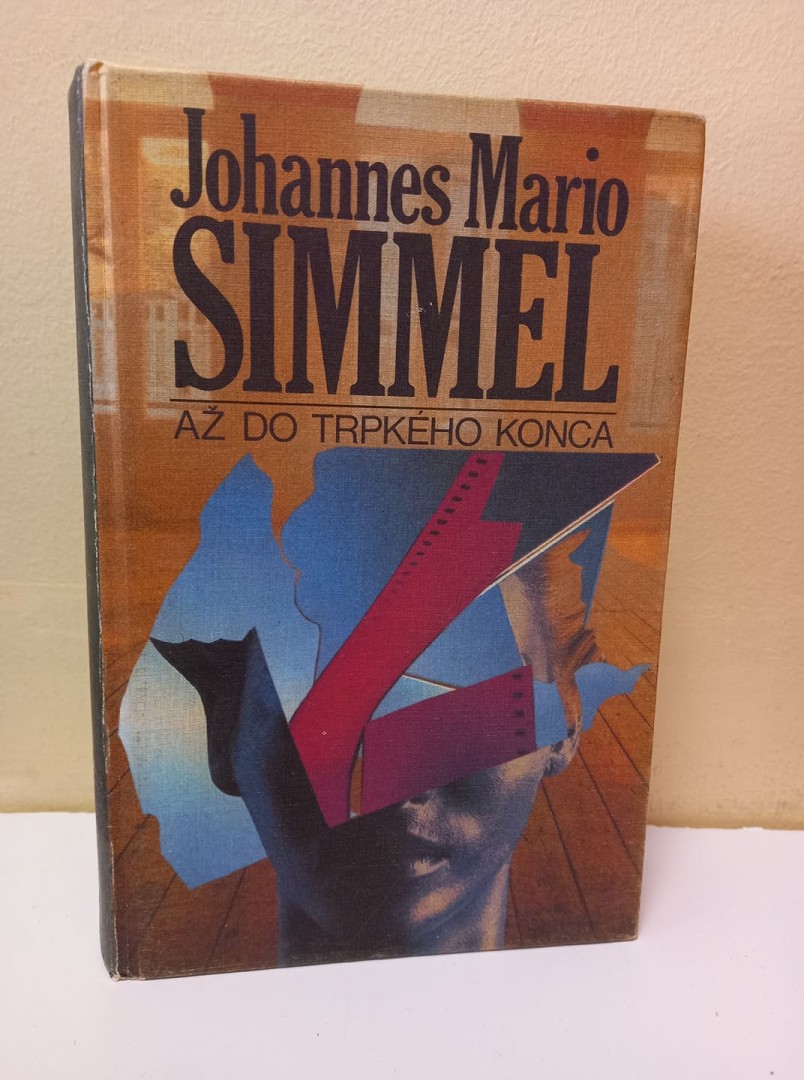 Johannes Mario
SIMMEL
AŽ DO TRPKÉHO KONCA